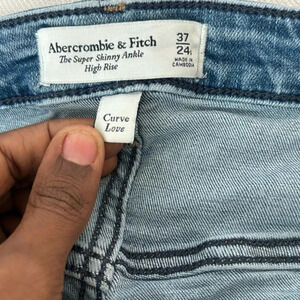 Abercrombie & Fitch
The Super Skinny Ankle
High Rise
37
24
MADE IN
CAMBODIA
Curve
Love